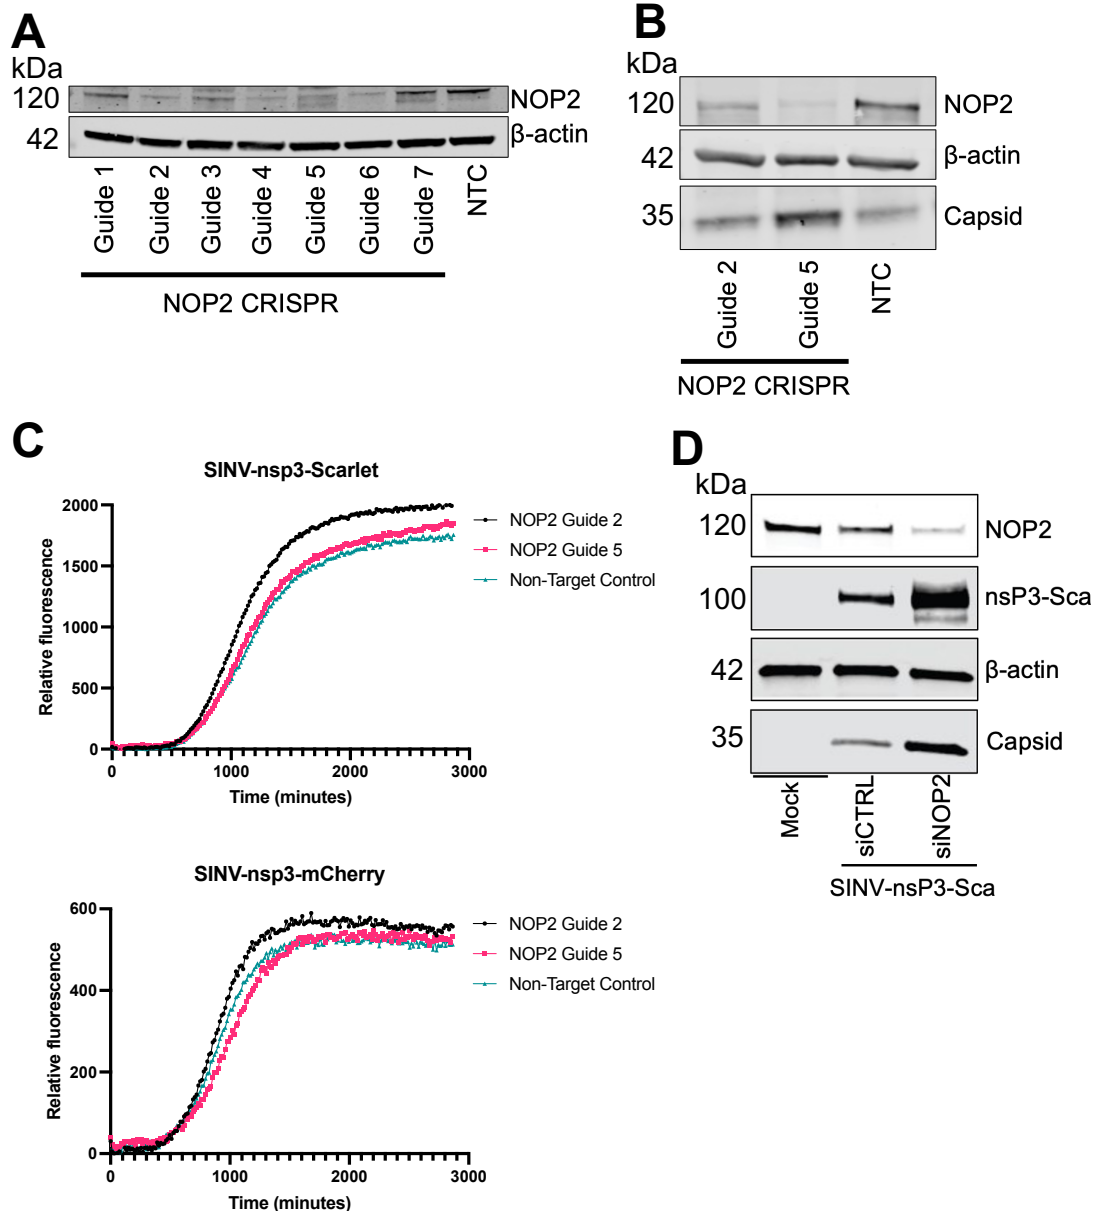 A
kDa
120
NOP2
42
β-actin
Guide 1
Guide 2
Guide 3
Guide 4
Guide 5
Guide 6
Guide 7
NTC
NOP2 CRISPR
B
kDa
120
NOP2
42
β-actin
35
Capsid
Guide 2
Guide 5
NTC
NOP2 CRISPR
C
SINV-nsp3-Scarlet
Relative fluorescence
2000
1500
1000
500
0
0
1000
2000
3000
Time (minutes)
NOP2 Guide 2
NOP2 Guide 5
Non-Target Control
SINV-nsp3-mCherry
Relative fluorescence
600
400
200
0
0
1000
2000
3000
Time (minutes)
NOP2 Guide 2
NOP2 Guide 5
Non-Target Control
D
kDa
120
NOP2
100
nsP3-Sca
42
β-actin
35
Capsid
Mock
siCTRL
siNOP2
SINV-nsP3-Sca